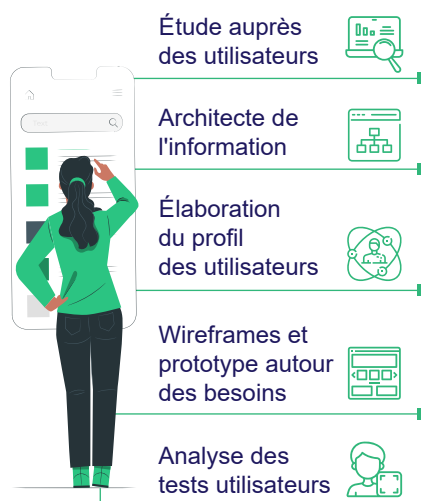 Étude auprès
des utilisateurs
Architecte de
l'information
Élaboration
du profil
des utilisateurs
Wireframes et
prototype autour
des besoins
Analyse des
tests utilisateurs